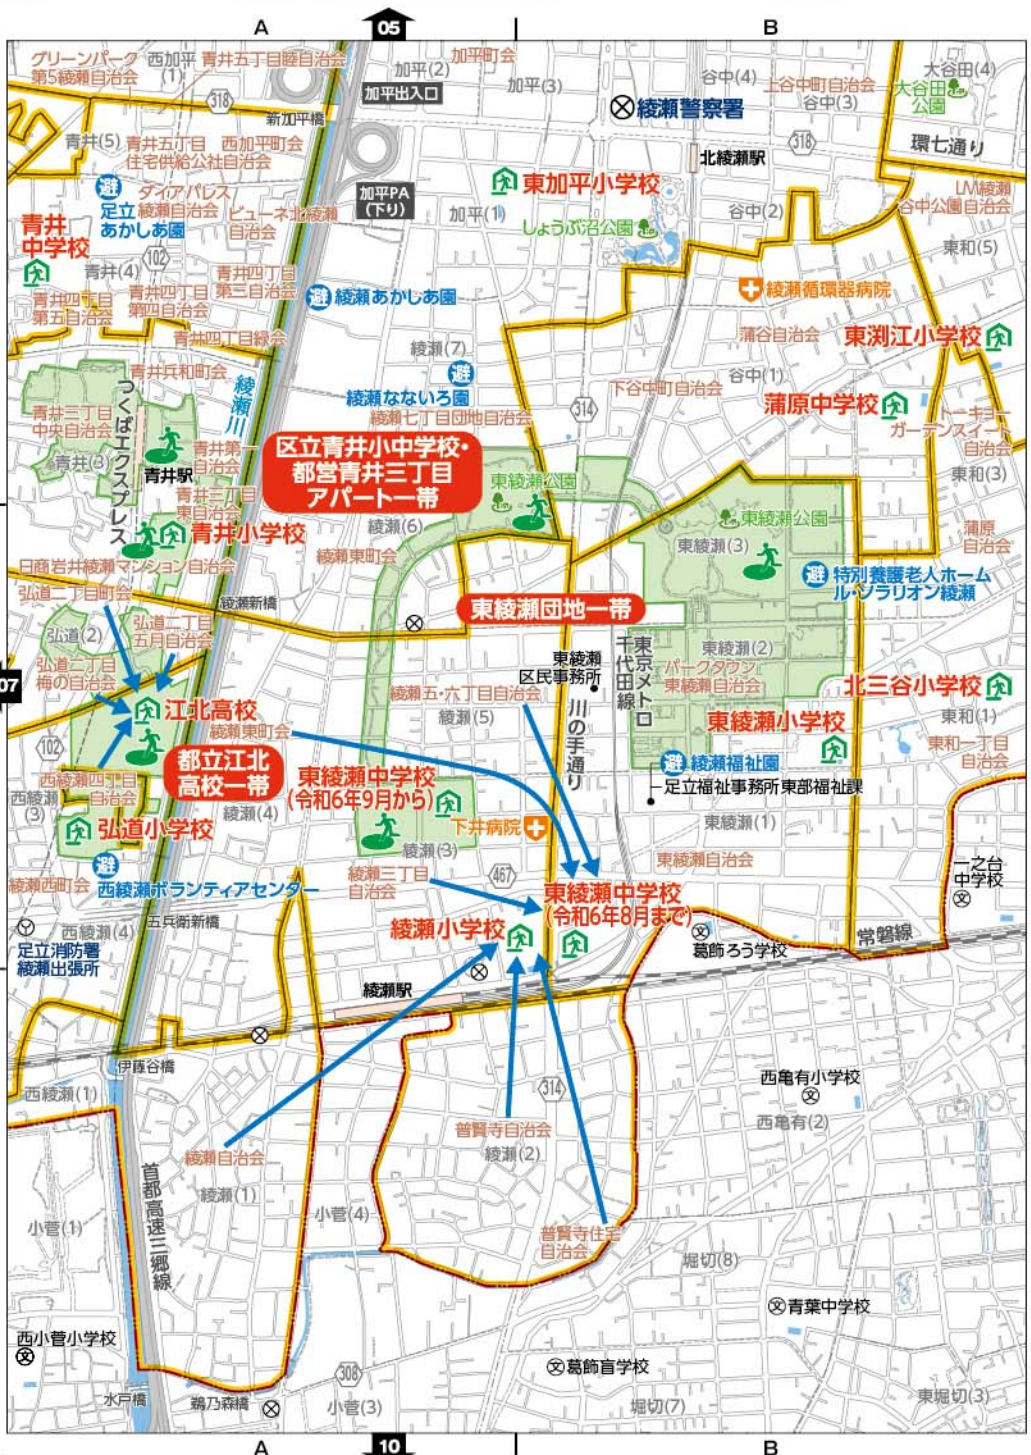 A
05
B
グリーンパーク
第5綾瀬自治会
西加平
(1)
青井五丁目睦自治会
加平町会
加平(2)
加平(3)
加平出入口
谷中(4)
上谷中町自治会
谷中(3)
大谷田(4)
大谷田
公園
318
新加平橋
綾瀬警察署
318
環七通り
青井(5)
青井五丁目
住宅供給公社自治会
西加平町会
北綾瀬駅
避
足立
あかしあ園
ダイアパレス
綾瀬自治会
ビューネ北綾瀬
自治会
加平PA
(下り)
東加平小学校
加平(1)
しょうぶ沼公園
谷中(2)
LM綾瀬
谷中公園自治会
東和(5)
青井
中学校
青井(4)
102
青井四丁目
第三自治会
青井四丁目
第五自治会
青井四丁目
第四自治会
避
綾瀬あかしあ園
綾瀬循環器病院
青井四丁目緑会
蒲谷自治会
東渕江小学校
綾瀬(7)
避
綾瀬なないろ園
綾瀬七丁目団地自治会
青井兵和町会
綾瀬川
つくばエクスプレス
谷中(1)
下谷中町自治会
314
蒲原中学校
トーキョー
ガーデンスイート
自治会
青井三丁目
中央自治会
青井(3)
青井駅
青井第一
自治会
青井三丁目
東自治会
区立青井小中学校・
都営青井三丁目
アパート一帯
東綾瀬公園
東和(3)
青井小学校
綾瀬(6)
綾瀬東町会
東綾瀬公園
東綾瀬(3)
蒲原
自治会
日商岩井綾瀬マンション自治会
避
特別養護老人ホーム
ル・ソラリオン綾瀬
弘道二丁目町会
綾瀬新橋
東綾瀬団地一帯
弘道(2)
弘道二丁目
五月自治会
東綾瀬
区民事務所
東京メトロ
千代田線
東綾瀬(2)
パークタウン
東綾瀬自治会
07
弘道二丁目
梅の自治会
江北高校
綾瀬五・六丁目自治会
綾瀬(5)
川の手通り
北三谷小学校
東和(1)
綾瀬東町会
東綾瀬小学校
102
都立江北
高校一帯
東和一丁目
自治会
西綾瀬四丁目
自治会
西綾瀬
(3)
東綾瀬中学校
(令和6年9月から)
避
綾瀬福祉園
足立福祉事務所東部福祉課
綾瀬(4)
弘道小学校
下井病院
東綾瀬(1)
綾瀬(3)
避
西綾瀬ボランティアセンター
綾瀬西町会
綾瀬三丁目
自治会
467
東綾瀬自治会
一之台
中学校
東綾瀬中学校
(令和6年8月まで)
五兵衛新橋
綾瀬小学校
西綾瀬(4)
足立消防署
綾瀬出張所
葛飾ろう学校
常磐線
綾瀬駅
伊藤谷橋
西綾瀬(1)
西亀有小学校
314
西亀有(2)
普賢寺自治会
綾瀬(2)
綾瀬自治会
綾瀬(1)
首都高速三郷線
小菅(1)
小菅(4)
普賢寺住宅
自治会
堀切(8)
青葉中学校
西小菅小学校
葛飾盲学校
308
水戸橋
鵜乃森橋
小菅(3)
堀切(7)
東堀切(3)
A
10
B